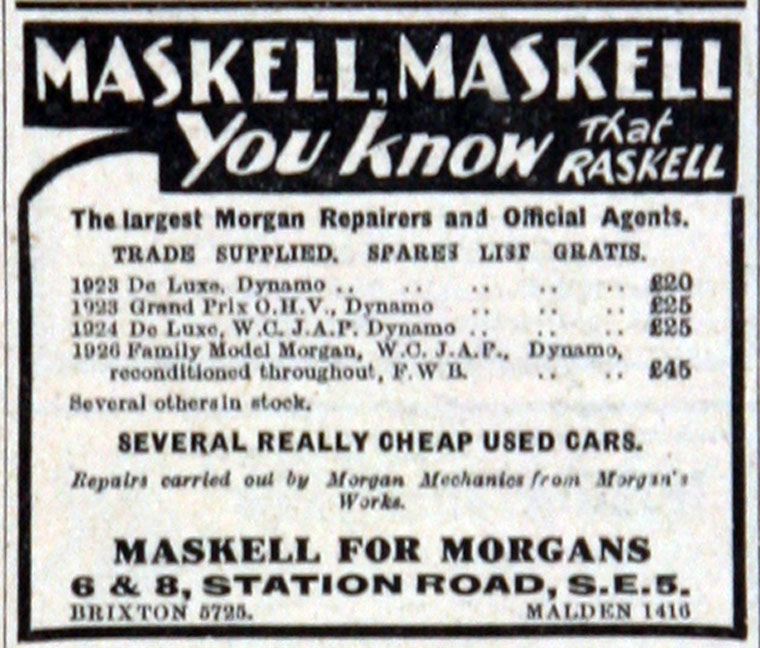 MASKELL, MASKELL
You know That RASKELL
The largest Morgan Repairers and Official Agents.
TRADE SUPPLIED. SPARES LIST GRATIS.
1923 De Luxe, Dynamo .. .. .. .. .. £20
1923 Grand Prix O.H.V., Dynamo .. .. .. £25
1924 De Luxe, W.C. J.A.P. Dynamo .. .. .. £25
1926 Family Model Morgan, W.C. J.A.P., Dynamo,
reconditioned throughout, F.W.B. .. .. £45
Several others in stock.
SEVERAL REALLY CHEAP USED CARS.
Repairs carried out by Morgan Mechanics from Morgan's
Works.
MASKELL FOR MORGANS
6 & 8, STATION ROAD, S.E.5.
BRIXTON 5725. MALDEN 1416